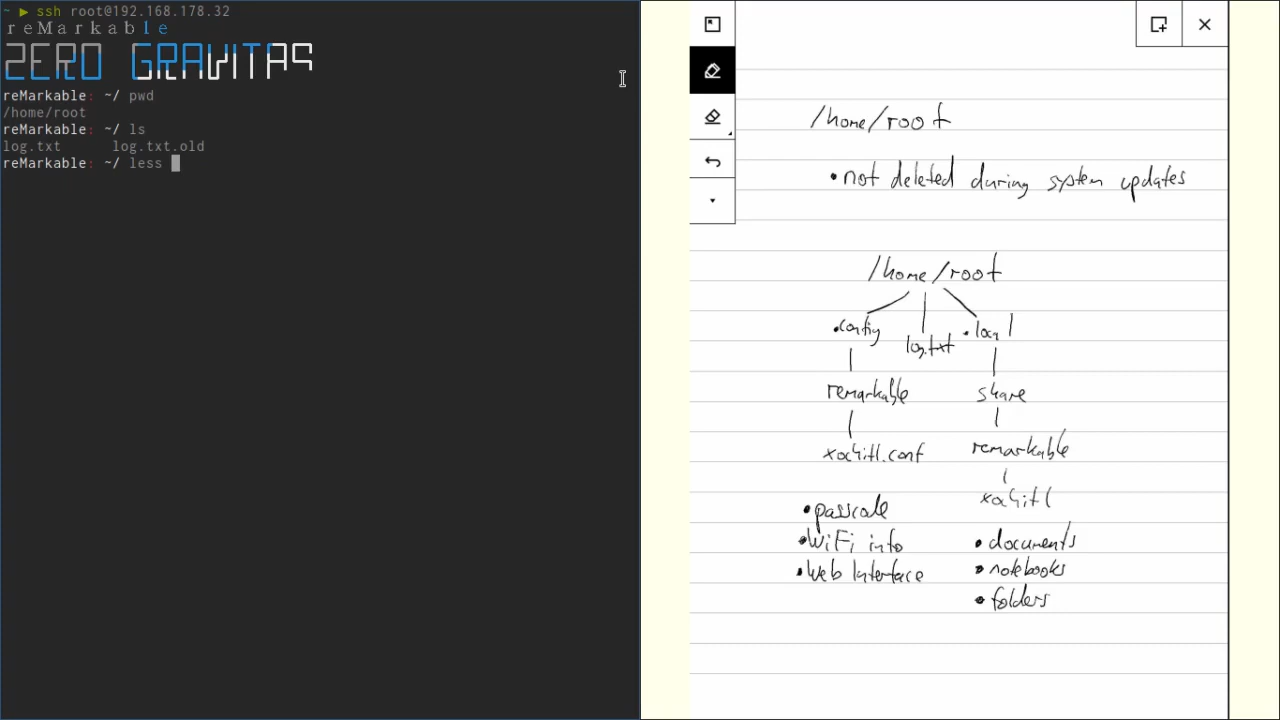 ~ ▶ ssh root@192.168.178.32
reMarkable
ZERO GRAVITAS
reMarkable: ~/ pwd
/home/root
reMarkable: ~/ ls
log.txt log.txt.old
reMarkable: ~/ less
/home/root
• not deleted during system updates
/home/root
.config log.txt .local
remarkable share
xochitl.conf remarkable
xochitl
• passcode
• WiFi info
• Web Interface
• documents
• notebooks
• folders